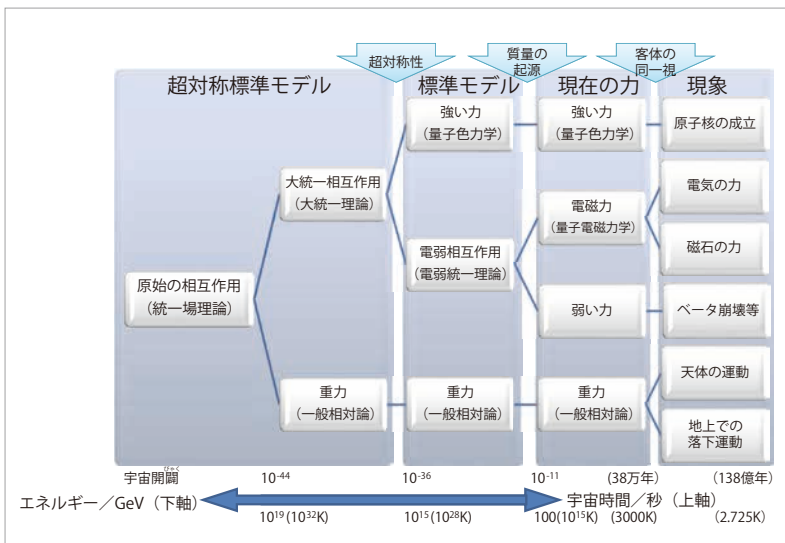 超対称性
質量の
起源
客体の
同一視
超対称標準モデル
標準モデル
現在の力
現象
強い力
(量子色力学)
強い力
(量子色力学)
原子核の成立
大統一相互作用
(大統一理論)
電磁力
(量子電磁力学)
電気の力
磁石の力
電弱相互作用
(電弱統一理論)
原始の相互作用
(統一場理論)
弱い力
ベータ崩壊等
重力
(一般相対論)
重力
(一般相対論)
重力
(一般相対論)
天体の運動
地上での
落下運動
びゃく
宇宙開闢
10⁻⁴⁴
10⁻³⁶
10⁻¹¹
(38万年)
(138億年)
エネルギー/GeV(下軸)
宇宙時間/秒(上軸)
10¹⁹(10³²K)
10¹⁵(10²⁸K)
100(10¹⁵K)
(3000K)
(2.725K)